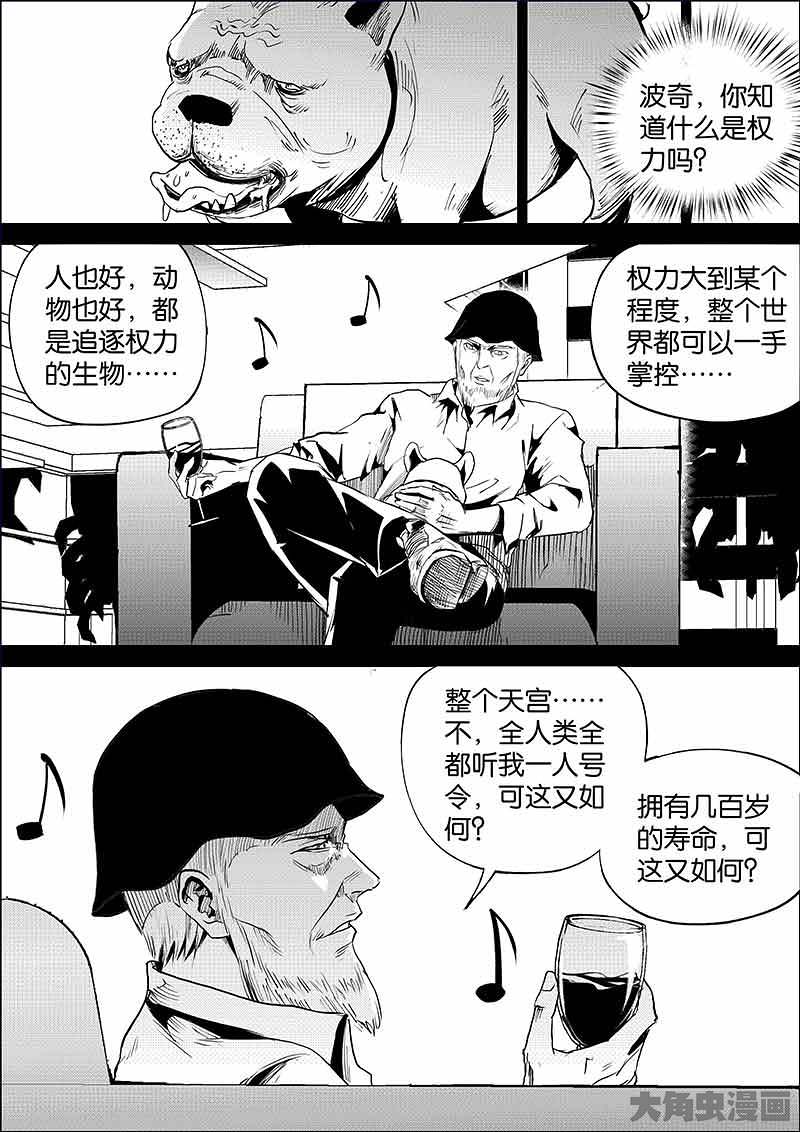 波奇，你知
道什么是权
力吗？
人也好，动
物也好，都
是追逐权力
的生物……
权力大到某个
程度，整个世
界都可以一手
掌控……
整个天宫……
不，全人类全
都听我一人号
令，可这又如
何？
拥有几百岁
的寿命，可
这又如何？
大角虫漫画